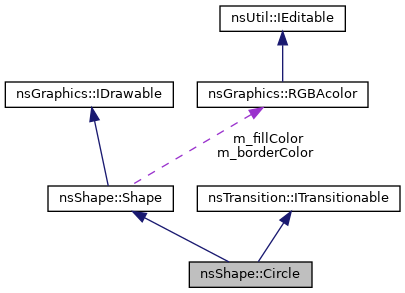 nsUtil::IEditable
nsGraphics::IDrawable
nsGraphics::RGBAcolor
m_fillColor
m_borderColor
nsShape::Shape
nsTransition::ITransitionable
nsShape::Circle